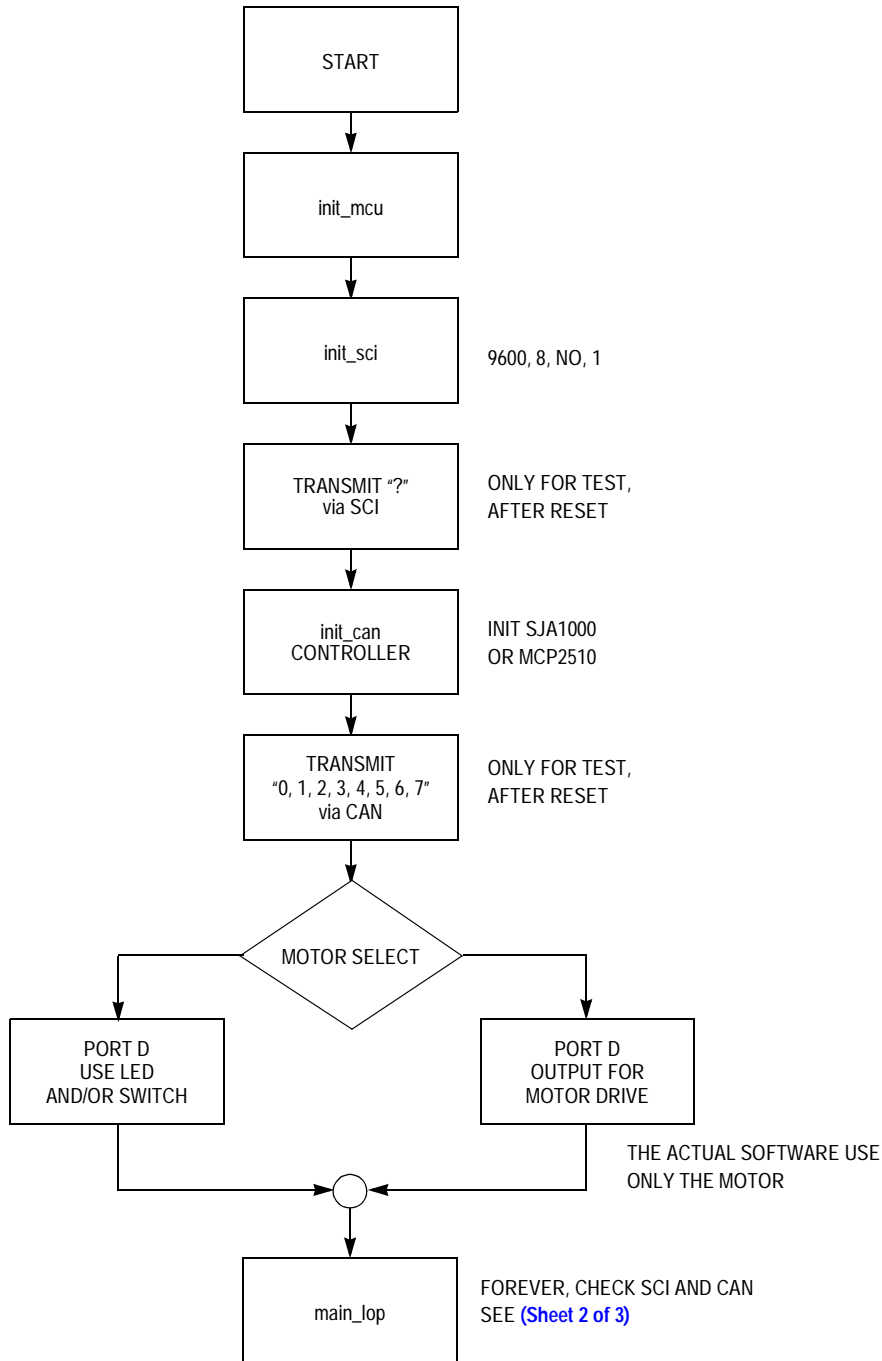 START
init_mcu
init_sci
9600, 8, NO, 1
TRANSMIT “?”
via SCI
ONLY FOR TEST,
AFTER RESET
init_can
CONTROLLER
INIT SJA1000
OR MCP2510
TRANSMIT
“0, 1, 2, 3, 4, 5, 6, 7”
via CAN
ONLY FOR TEST,
AFTER RESET
MOTOR SELECT
PORT D
USE LED
AND/OR SWITCH
PORT D
OUTPUT FOR
MOTOR DRIVE
THE ACTUAL SOFTWARE USE
ONLY THE MOTOR
main_lop
FOREVER, CHECK SCI AND CAN
SEE (Sheet 2 of 3)